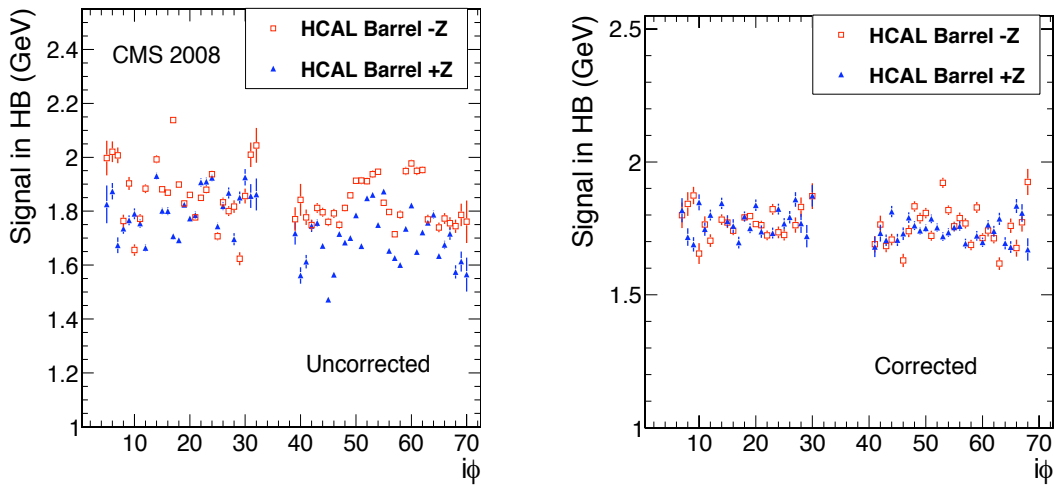 Signal in HB (GeV)
2.4
2.2
2
1.8
1.6
1.4
1.2
1
CMS 2008
HCAL Barrel -Z
HCAL Barrel +Z
Uncorrected
10 20 30 40 50 60 70
iϕ
Signal in HB (GeV)
2.5
2
1.5
1
HCAL Barrel -Z
HCAL Barrel +Z
Corrected
10 20 30 40 50 60 70
iϕ